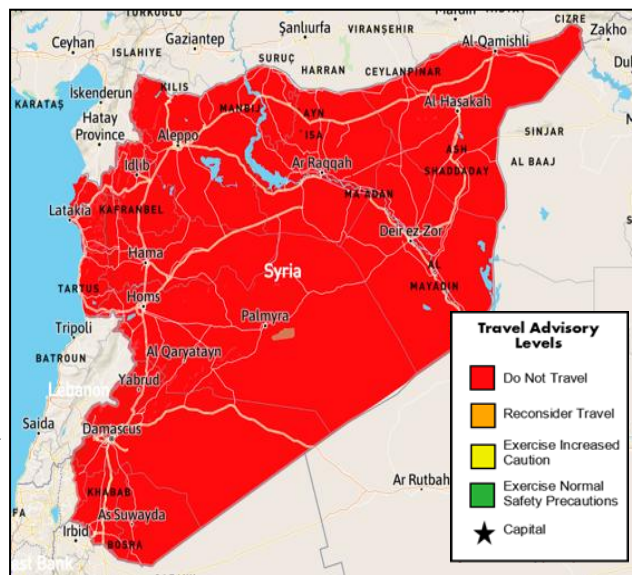 TÜRKOĞLU
Mardin
CIZRE
Ceyhan
Gaziantep
Şanlıurfa
VIRANŞEHIR
Al-Qamishli
Zakho
ISLAHIYE
SURUÇ
HARRAN
CEYLANPINAR
KARATAŞ
İskenderun
KILIS
MANBIJ
AYN
ISA
Al Hasakah
Hatay
Province
Aleppo
SINJAR
Idlib
Ar Raqqah
ASH
SHADDADAY
AL BAAJ
Latakia
KAFRANBEL
MA'ADAN
Deir ez-Zor
Hama
Syria
AL
MAYADIN
TARTUS
Homs
Palmyra
Tripoli
BATROUN
Al Qaryatayn
Lebanon
Yabrud
Saida
Damascus
Ar Rutbah
KHABAB
As Suwayda
Irbid
BOSRA
est Bank
Travel Advisory
Levels
Do Not Travel
Reconsider Travel
Exercise Increased
Caution
Exercise Normal
Safety Precautions
Capital